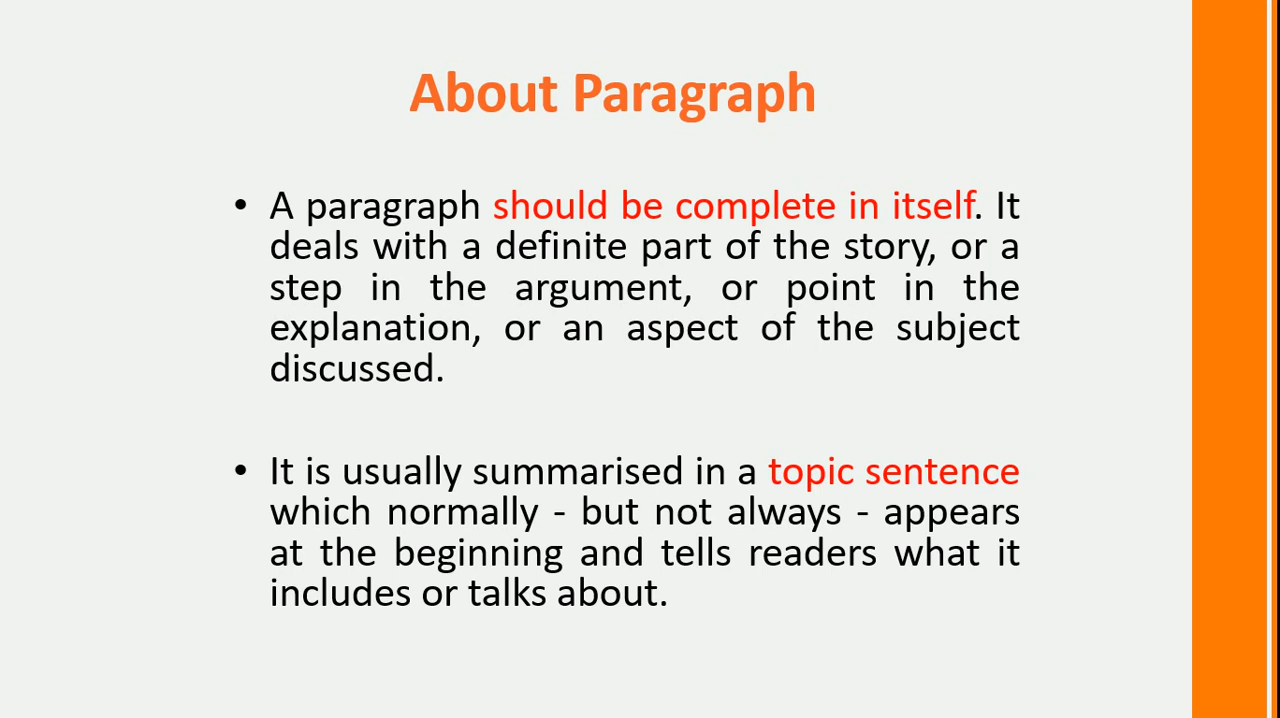 About Paragraph
• A paragraph should be complete in itself. It
deals with a definite part of the story, or a
step in the argument, or point in the
explanation, or an aspect of the subject
discussed.
• It is usually summarised in a topic sentence
which normally - but not always - appears
at the beginning and tells readers what it
includes or talks about.